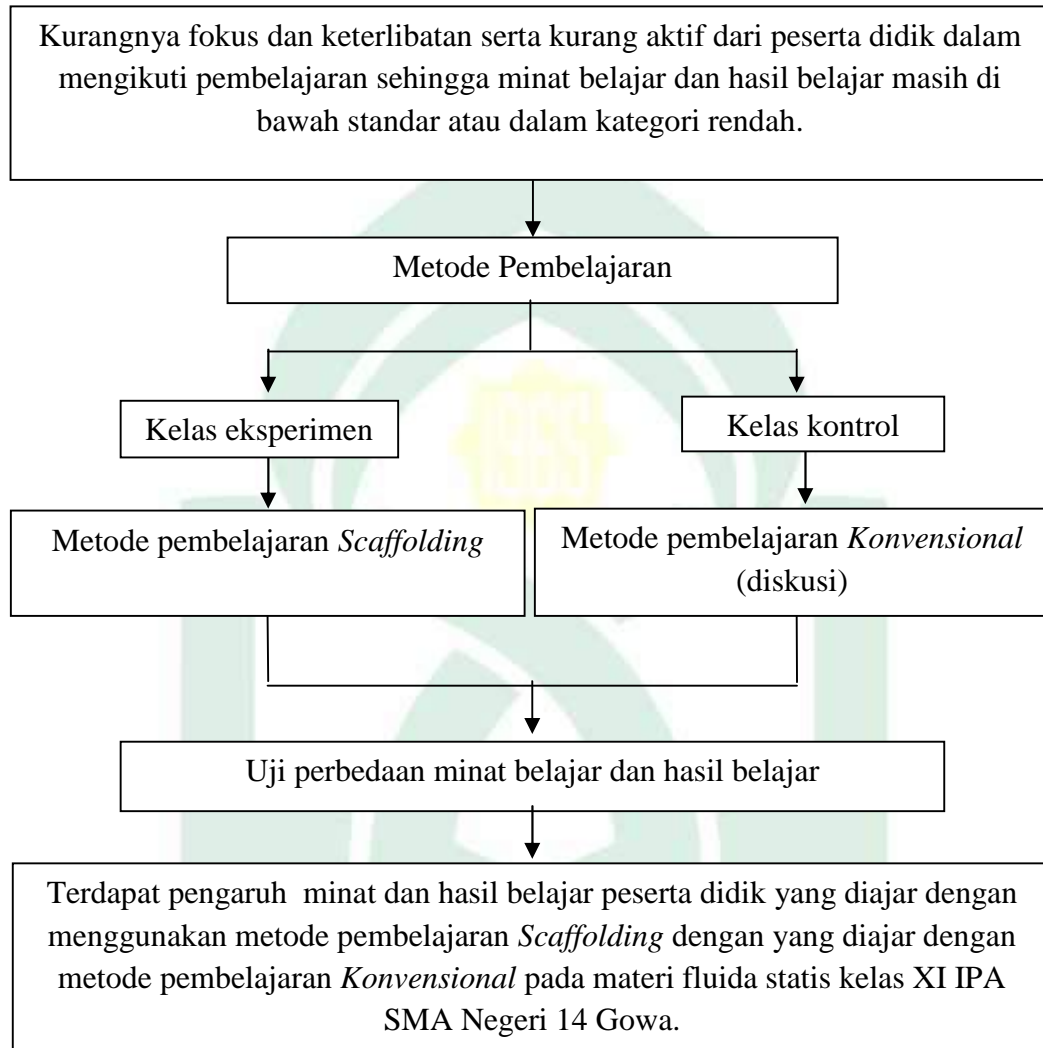 Kurangnya fokus dan keterlibatan serta kurang aktif dari peserta didik dalam
mengikuti pembelajaran sehingga minat belajar dan hasil belajar masih di
bawah standar atau dalam kategori rendah.
Metode Pembelajaran
Kelas eksperimen
Kelas kontrol
Metode pembelajaran Scaffolding
Metode pembelajaran Konvensional
(diskusi)
Uji perbedaan minat belajar dan hasil belajar
Terdapat pengaruh minat dan hasil belajar peserta didik yang diajar dengan
menggunakan metode pembelajaran Scaffolding dengan yang diajar dengan
metode pembelajaran Konvensional pada materi fluida statis kelas XI IPA
SMA Negeri 14 Gowa.